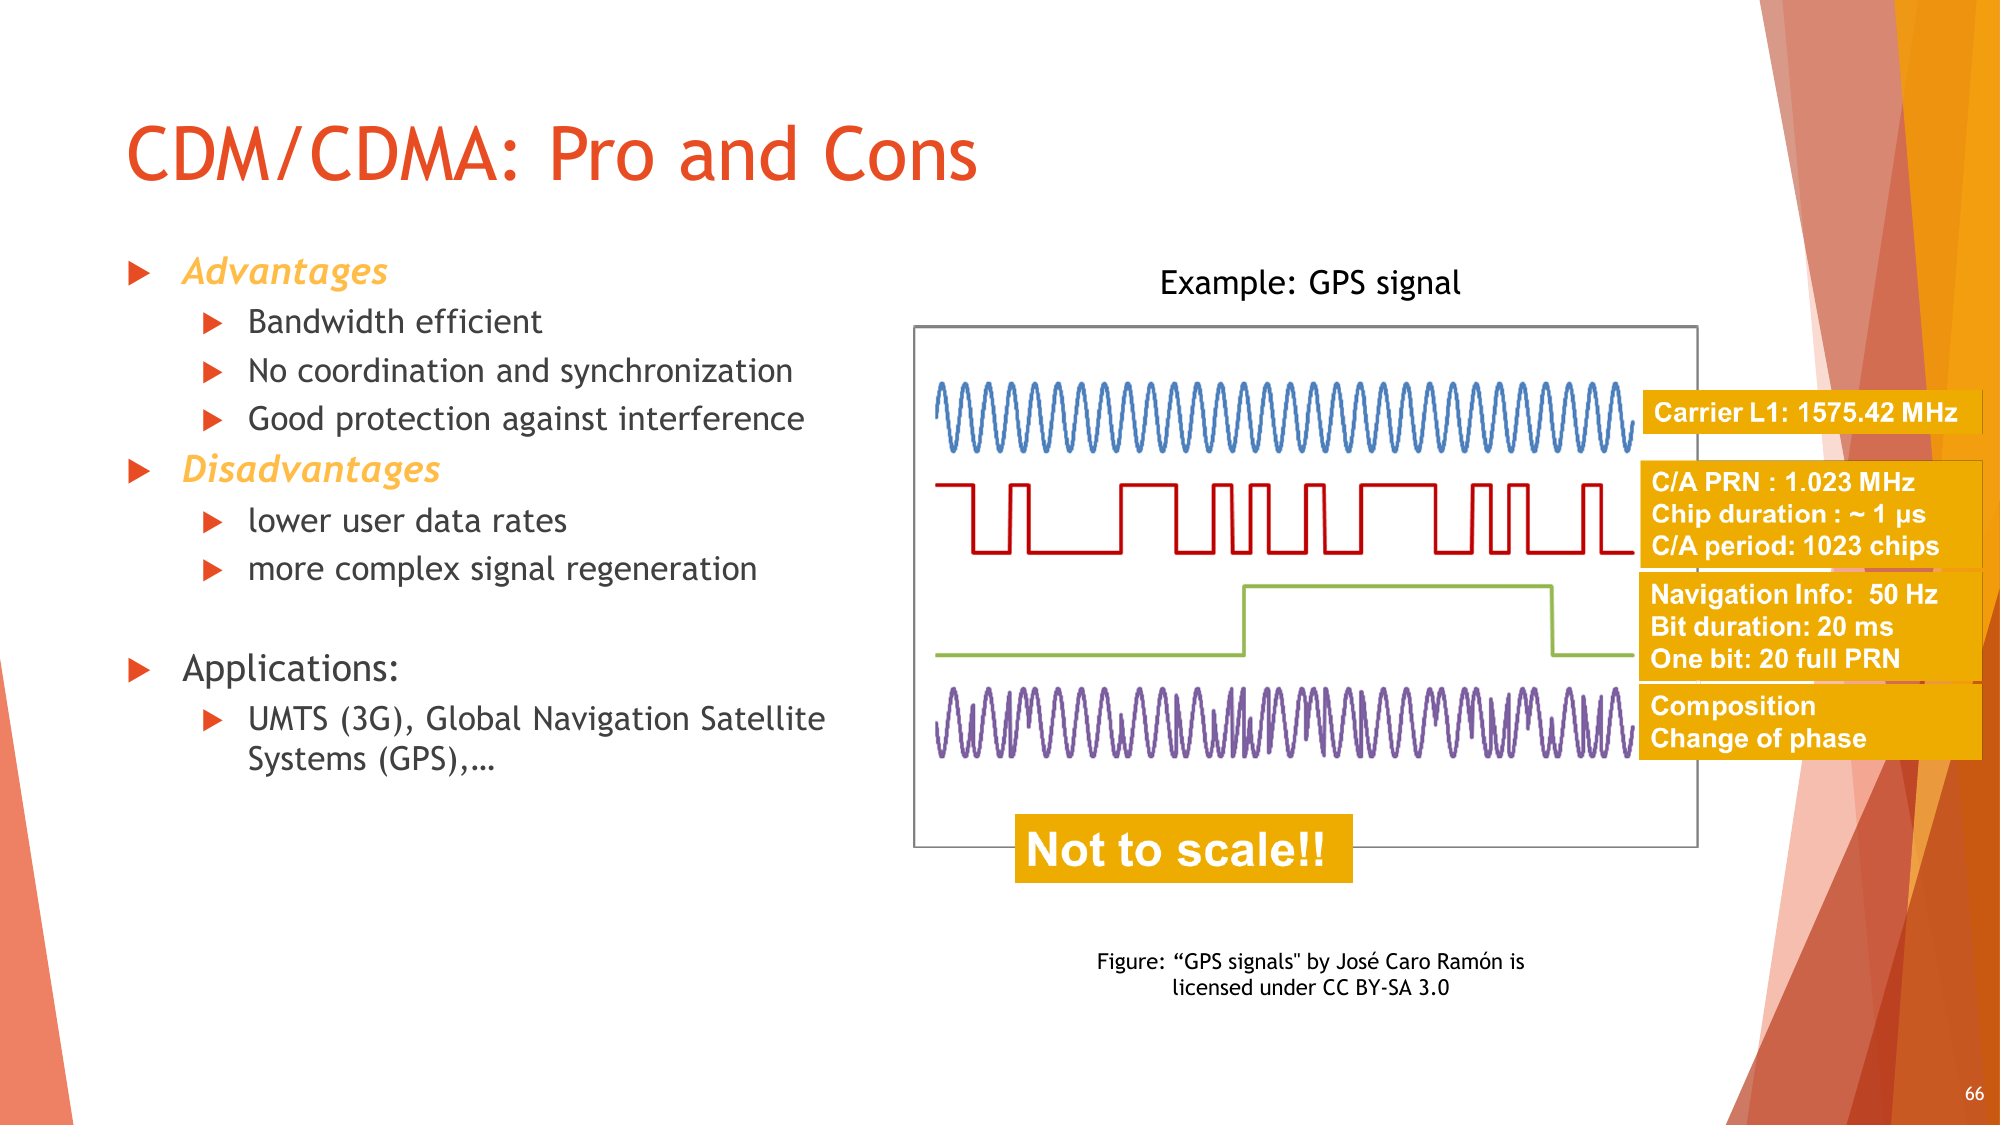 CDM/CDMA: Pro and Cons
Advantages
Bandwidth efficient
No coordination and synchronization
Good protection against interference
Disadvantages
lower user data rates
more complex signal regeneration
Applications:
UMTS (3G), Global Navigation Satellite
Systems (GPS),…
Example: GPS signal
Carrier L1: 1575.42 MHz
C/A PRN : 1.023 MHz
Chip duration : ~ 1 µs
C/A period: 1023 chips
Navigation Info:  50 Hz
Bit duration: 20 ms
One bit: 20 full PRN
Composition
Change of phase
Not to scale!!
Figure: “GPS signals" by José Caro Ramón is
licensed under CC BY-SA 3.0
66